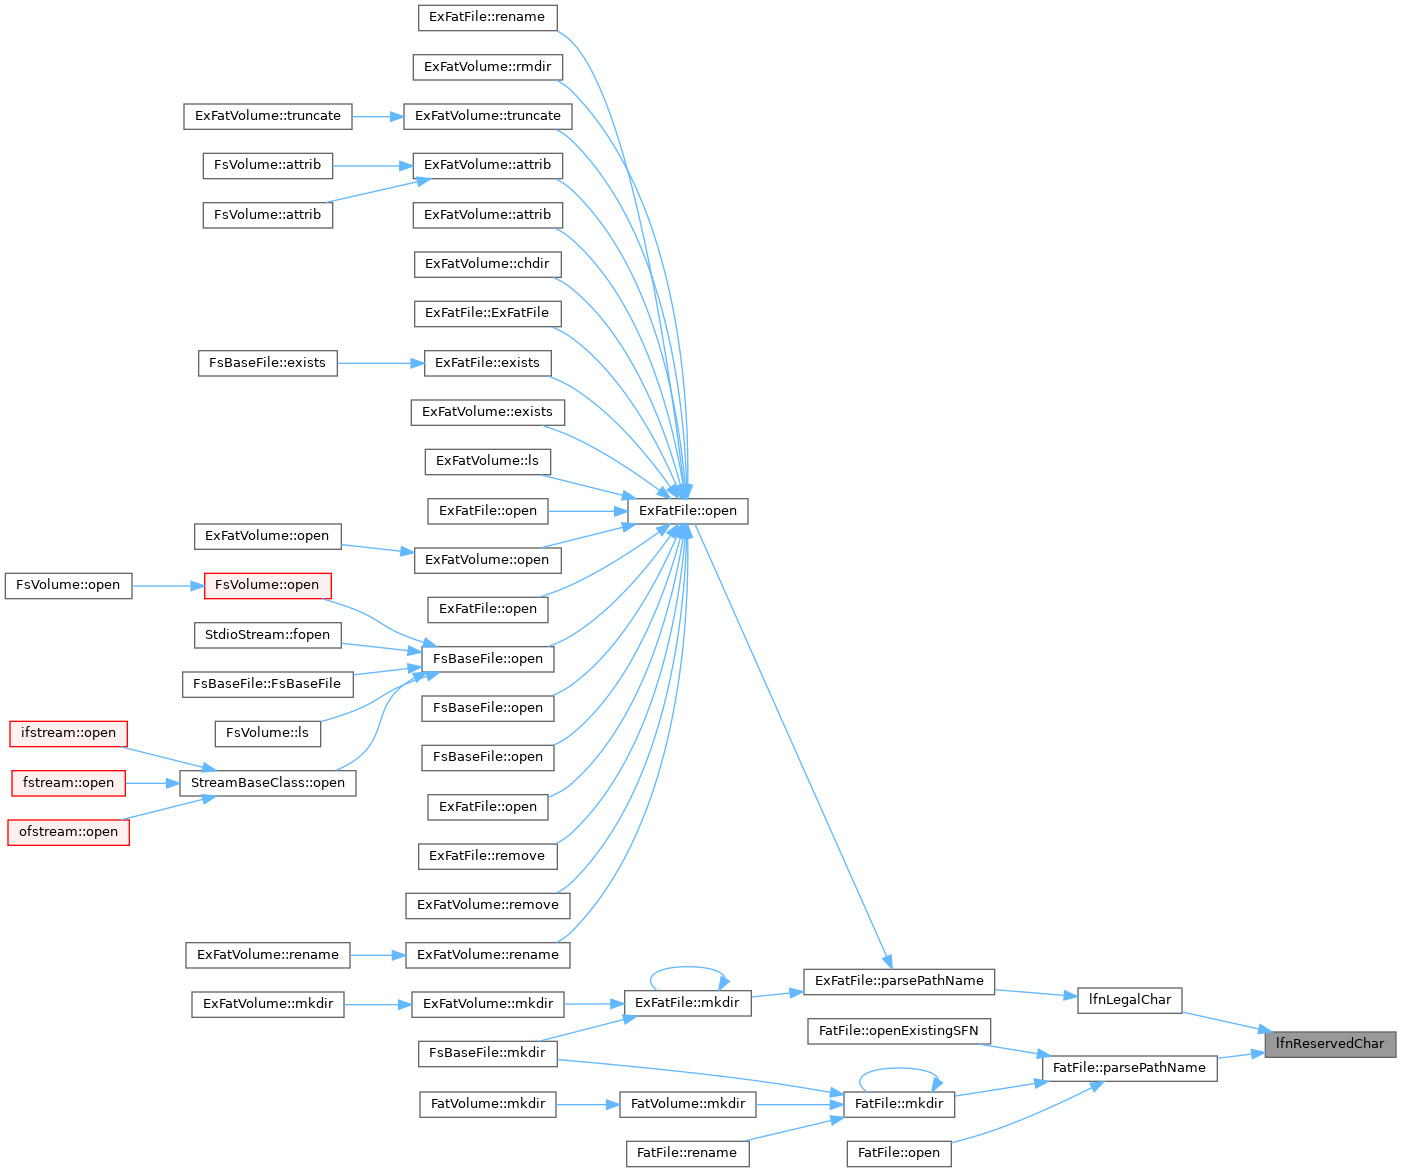 ExFatFile::rename
ExFatVolume::rmdir
ExFatVolume::truncate
ExFatVolume::truncate
FsVolume::attrib
ExFatVolume::attrib
FsVolume::attrib
ExFatVolume::attrib
ExFatVolume::chdir
ExFatFile::ExFatFile
FsBaseFile::exists
ExFatFile::exists
ExFatVolume::exists
ExFatVolume::ls
ExFatFile::open
ExFatFile::open
ExFatVolume::open
ExFatVolume::open
FsVolume::open
FsVolume::open
ExFatFile::open
StdioStream::fopen
FsBaseFile::open
FsBaseFile::FsBaseFile
FsBaseFile::open
ifstream::open
FsVolume::ls
FsBaseFile::open
fstream::open
StreamBaseClass::open
ExFatFile::open
ofstream::open
ExFatFile::remove
ExFatVolume::remove
ExFatVolume::rename
ExFatVolume::rename
ExFatFile::parsePathName
ExFatVolume::mkdir
ExFatVolume::mkdir
ExFatFile::mkdir
lfnLegalChar
FatFile::openExistingSFN
lfnReservedChar
FsBaseFile::mkdir
FatFile::parsePathName
FatVolume::mkdir
FatVolume::mkdir
FatFile::mkdir
FatFile::rename
FatFile::open